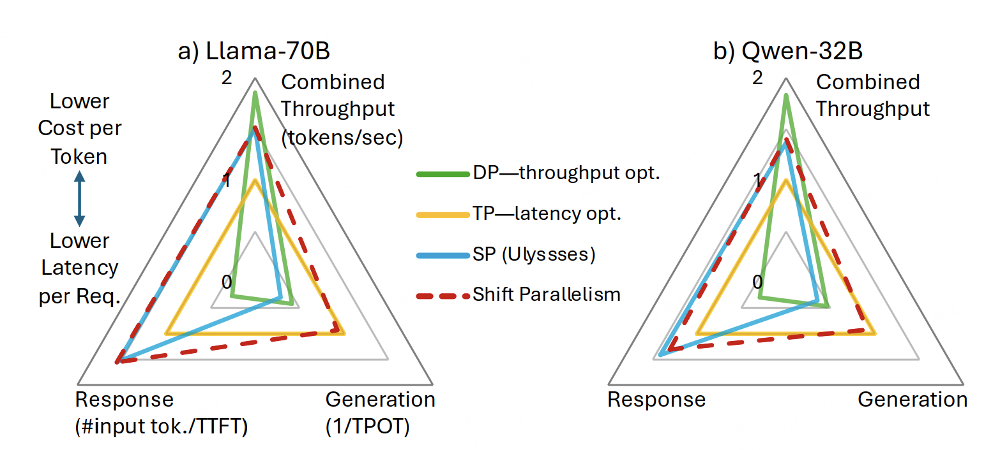 a) Llama-70B
2
Combined
Throughput
(tokens/sec)
Lower
Cost per
Token
1
Lower
Latency
per Req.
0
Response
(#input tok./TTFT)
Generation
(1/TPOT)
DP—throughput opt.
TP—latency opt.
SP (Ulyssses)
Shift Parallelism
b) Qwen-32B
2
Combined
Throughput
1
0
Response
Generation